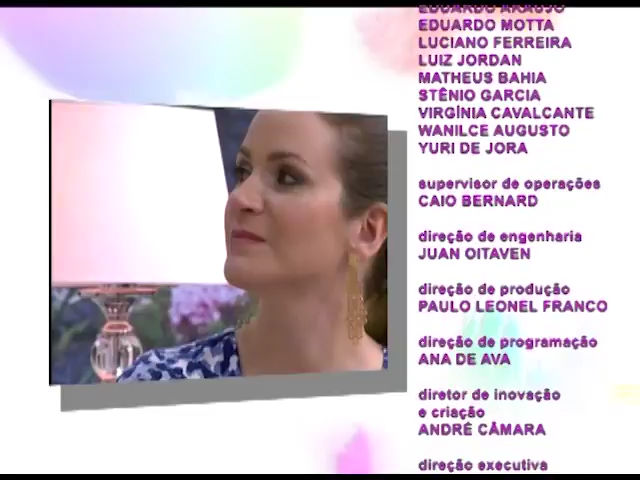 EDUARDO ARAUJO
EDUARDO MOTTA
LUCIANO FERREIRA
LUIZ JORDAN
MATHEUS BAHIA
STÊNIO GARCIA
VIRGÍNIA CAVALCANTE
WANILCE AUGUSTO
YURI DE JORA
supervisor de operações
CAIO BERNARD
direção de engenharia
JUAN OITAVEN
direção de produção
PAULO LEONEL FRANCO
direção de programação
ANA DE AVA
diretor de inovação
e criação
ANDRÉ CÂMARA
direção executiva